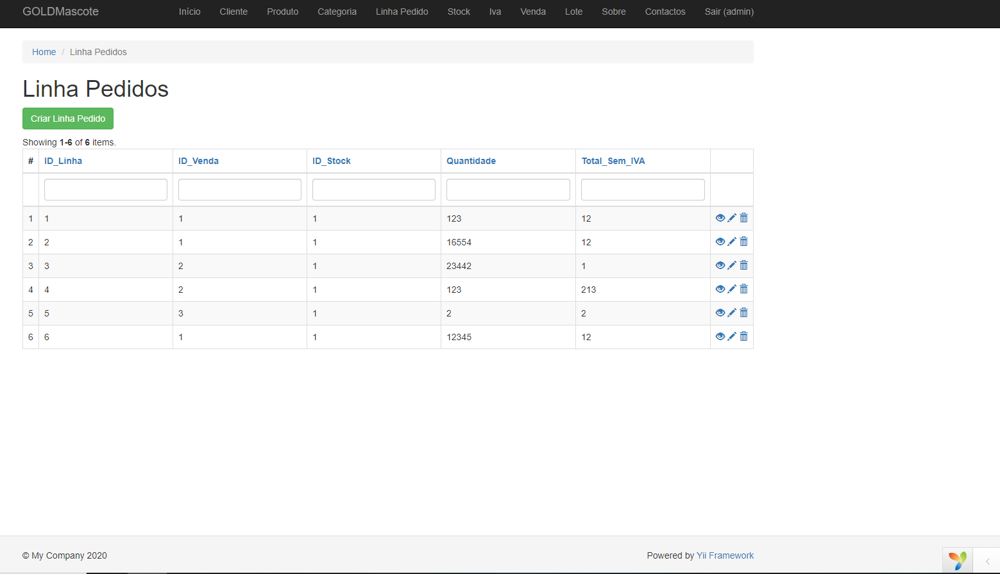 GOLDMascote Início Cliente Produto Categoria Linha Pedido Stock Iva Venda Lote Sobre Contactos Sair (admin)
Home / Linha Pedidos
Linha Pedidos
Criar Linha Pedido
Showing 1-6 of 6 items.
# ID_Linha ID_Venda ID_Stock Quantidade Total_Sem_IVA
1 1 1 1 123 12
2 2 1 1 16554 12
3 3 2 1 23442 1
4 4 2 1 123 213
5 5 3 1 2 2
6 6 1 1 12345 12
© My Company 2020 Powered by Yii Framework